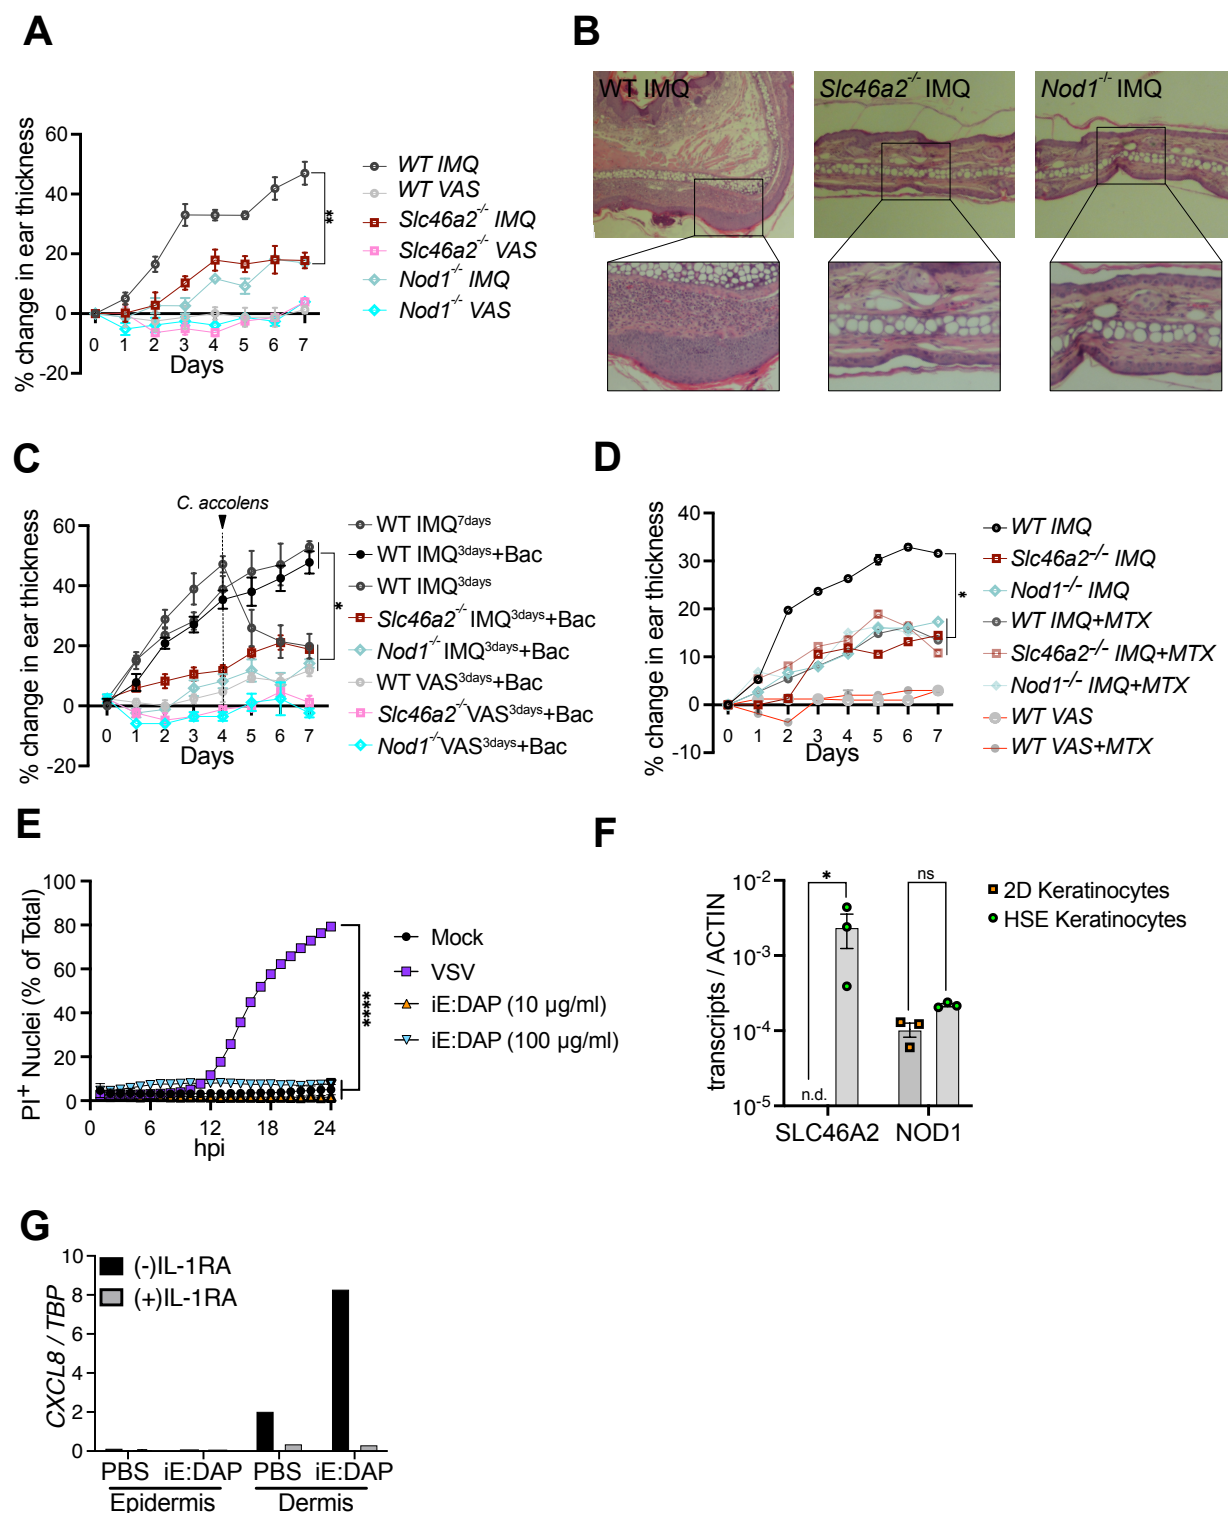 A
% change in ear thickness
60
40
20
0
-20
0 1 2 3 4 5 6 7
Days
**
WT IMQ
WT VAS
Slc46a2-/- IMQ
Slc46a2-/- VAS
Nod1-/- IMQ
Nod1-/- VAS
B
WT IMQ
Slc46a2-/- IMQ
Nod1-/- IMQ
C
C. accolens
% change in ear thickness
60
40
20
0
-20
0 1 2 3 4 5 6 7
Days
*
WT IMQ7days
WT IMQ3days+Bac
WT IMQ3days
Slc46a2-/- IMQ3days+Bac
Nod1-/- IMQ3days+Bac
WT VAS3days+Bac
Slc46a2-/-VAS3days+Bac
Nod1-/-VAS3days+Bac
D
% change in ear thickness
40
30
20
10
0
-10
0 1 2 3 4 5 6 7
Days
*
WT IMQ
Slc46a2-/- IMQ
Nod1-/- IMQ
WT IMQ+MTX
Slc46a2-/- IMQ+MTX
Nod1-/- IMQ+MTX
WT VAS
WT VAS+MTX
E
PI+ Nuclei (% of Total)
100
80
60
40
20
0
0 6 12 18 24
hpi
****
Mock
VSV
iE:DAP (10 µg/ml)
iE:DAP (100 µg/ml)
F
transcripts / ACTIN
10-2
10-3
10-4
10-5
*
ns
n.d.
SLC46A2 NOD1
2D Keratinocytes
HSE Keratinocytes
G
CXCL8 / TBP
10
8
6
4
2
0
(-)IL-1RA
(+)IL-1RA
PBS iE:DAP PBS iE:DAP
Epidermis Dermis